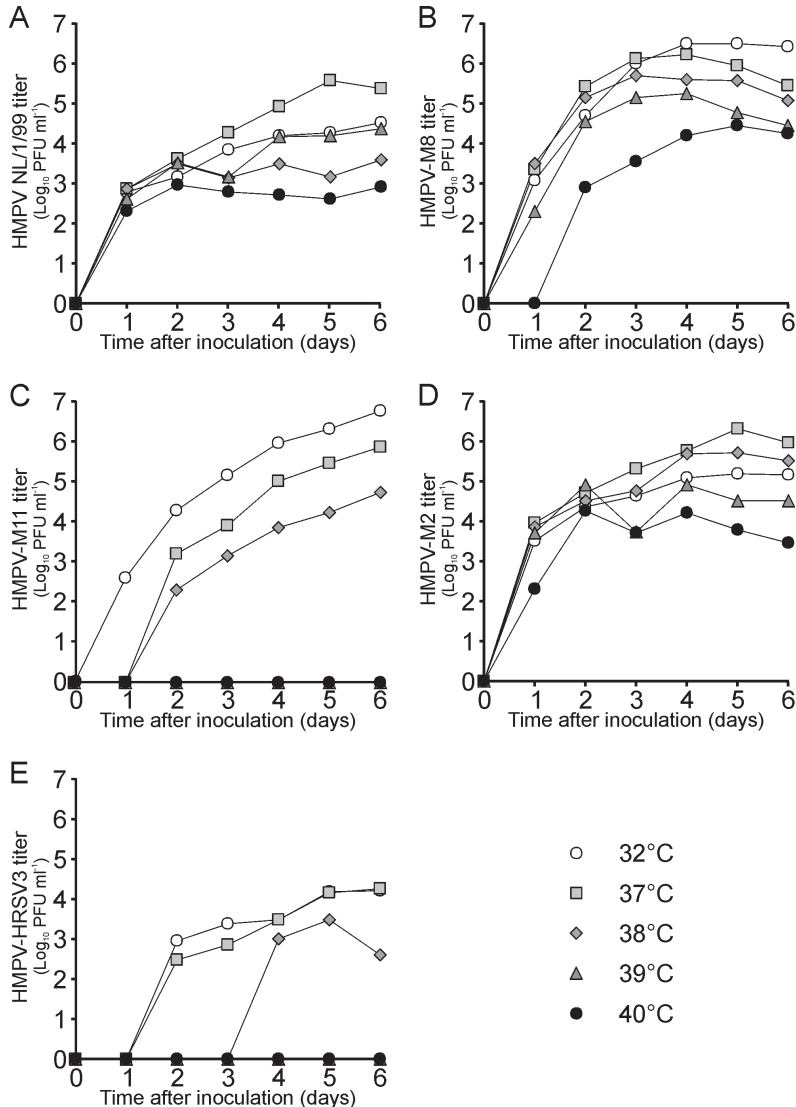 A
HMPV NL/1/99 titer
(Log₁₀ PFU ml⁻¹)
7
6
5
4
3
2
1
0
0 1 2 3 4 5 6
Time after inoculation (days)
B
HMPV-M8 titer
(Log₁₀ PFU ml⁻¹)
7
6
5
4
3
2
1
0
0 1 2 3 4 5 6
Time after inoculation (days)
C
HMPV-M11 titer
(Log₁₀ PFU ml⁻¹)
7
6
5
4
3
2
1
0
0 1 2 3 4 5 6
Time after inoculation (days)
D
HMPV-M2 titer
(Log₁₀ PFU ml⁻¹)
7
6
5
4
3
2
1
0
0 1 2 3 4 5 6
Time after inoculation (days)
E
HMPV-HRSV3 titer
(Log₁₀ PFU ml⁻¹)
7
6
5
4
3
2
1
0
0 1 2 3 4 5 6
Time after inoculation (days)
32°C
37°C
38°C
39°C
40°C